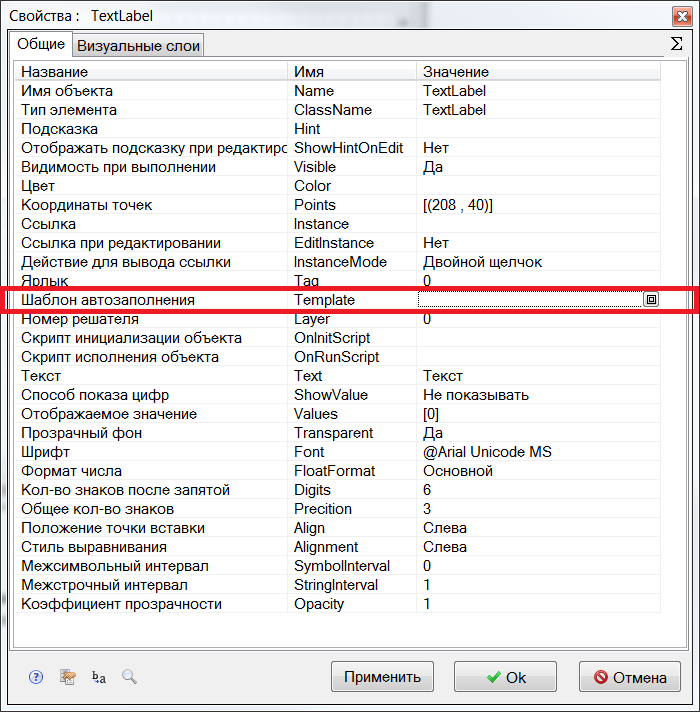 Свойства : TextLabel
Общие Визуальные слои Σ
Название Имя Значение
Имя объекта Name TextLabel
Тип элемента ClassName TextLabel
Подсказка Hint
Отображать подсказку при редактиро ShowHintOnEdit Нет
Видимость при выполнении Visible Да
Цвет Color
Координаты точек Points [(208 , 40)]
Ссылка Instance
Ссылка при редактировании EditInstance Нет
Действие для вывода ссылки InstanceMode Двойной щелчок
Ярлык Tag 0
Шаблон автозаполнения Template
Номер решателя Layer 0
Скрипт инициализации объекта OnInitScript
Скрипт исполнения объекта OnRunScript
Текст Text Текст
Способ показа цифр ShowValue Не показывать
Отображаемое значение Values [0]
Прозрачный фон Transparent Да
Шрифт Font @Arial Unicode MS
Формат числа FloatFormat Основной
Кол-во знаков после запятой Digits 6
Общее кол-во знаков Precition 3
Положение точки вставки Align Слева
Стиль выравнивания Alignment Слева
Межсимвольный интервал SymbolInterval 0
Межстрочный интервал StringInterval 1
Коэффициент прозрачности Opacity 1
Применить Ok Отмена